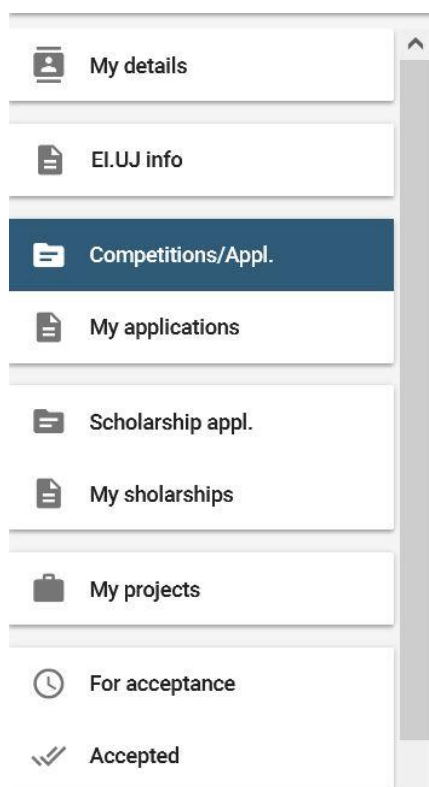 My details
EI.UJ info
Competitions/Appl.
My applications
Scholarship appl.
My sholarships
My projects
For acceptance
Accepted